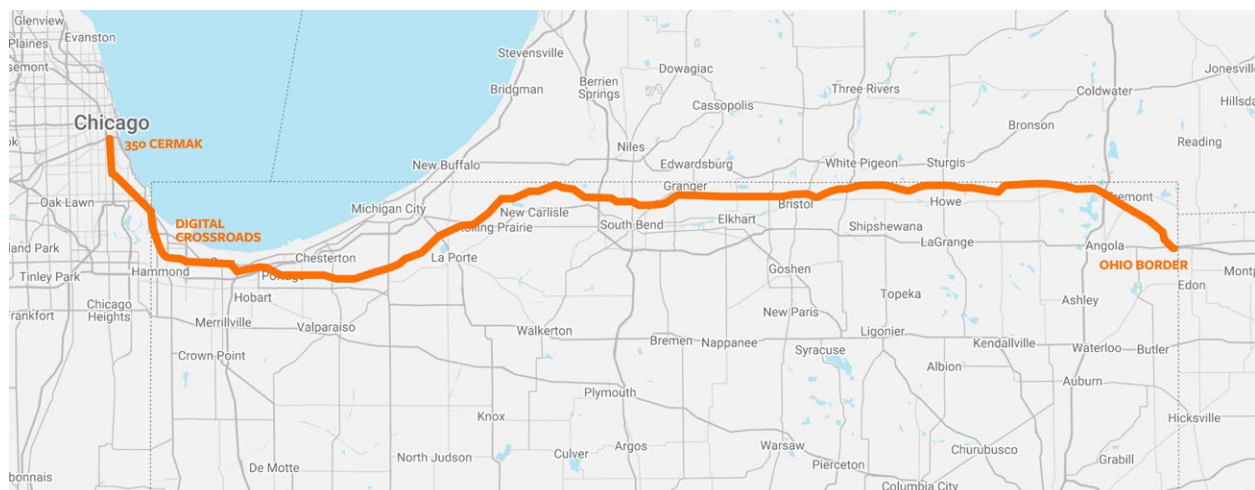 Glenview
Plaines
Evanston
Chicago
350 CERMAK
Oak Lawn
DIGITAL
CROSSROADS
Tinley Park
Hammond
Chicago
Heights
Hobart
Merrillville
Crown Point
Valparaiso
De Motte
Chesterton
Michigan City
New Buffalo
Bridgman
Stevensville
Berrien
Springs
Dowagiac
Cassopolis
Niles
Edwardsburg
Granger
New Carlisle
La Porte
South Bend
Elkhart
Bristol
Three Rivers
White Pigeon
Sturgis
Bronson
Coldwater
Jonesville
Reading
Howe
Shipshewana
LaGrange
Angola
OHIO BORDER
Edon
Goshen
Topeka
Ashley
New Paris
Ligonier
Kendallville
Waterloo
Butler
Walkerton
Bremen
Nappanee
Syracuse
Albion
Auburn
Plymouth
Hicksville
Knox
Argos
Warsaw
Churubusco
North Judson
Culver
Pierceton
Grabill
Columbia City